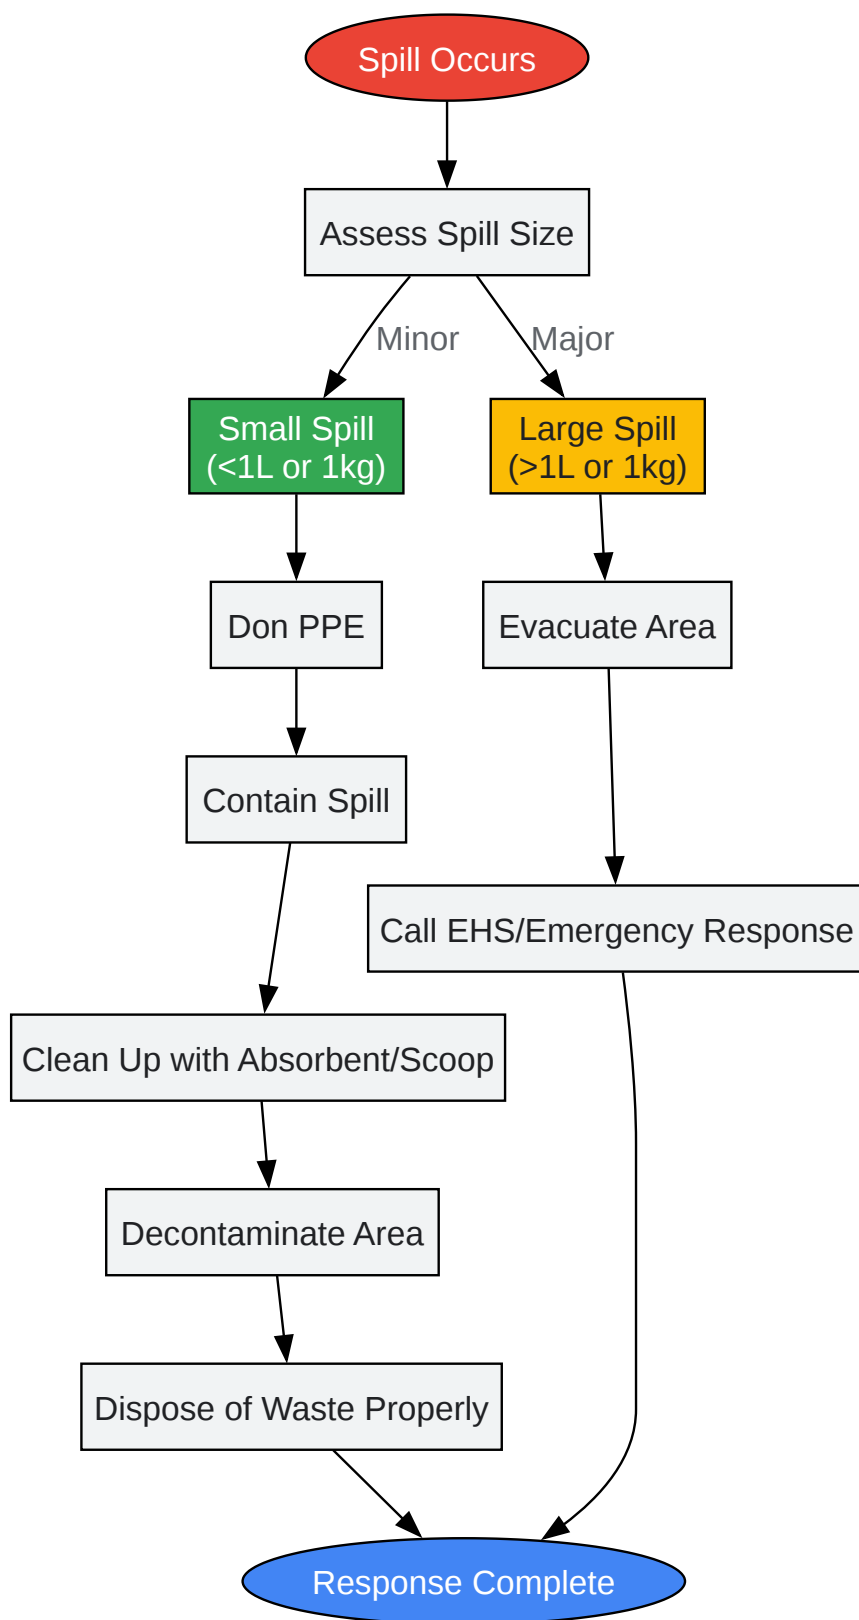 Spill Occurs
Assess Spill Size
Minor
Major
Small Spill
(<1L or 1kg)
Large Spill
(>1L or 1kg)
Don PPE
Evacuate Area
Contain Spill
Call EHS/Emergency Response
Clean Up with Absorbent/Scoop
Decontaminate Area
Dispose of Waste Properly
Response Complete